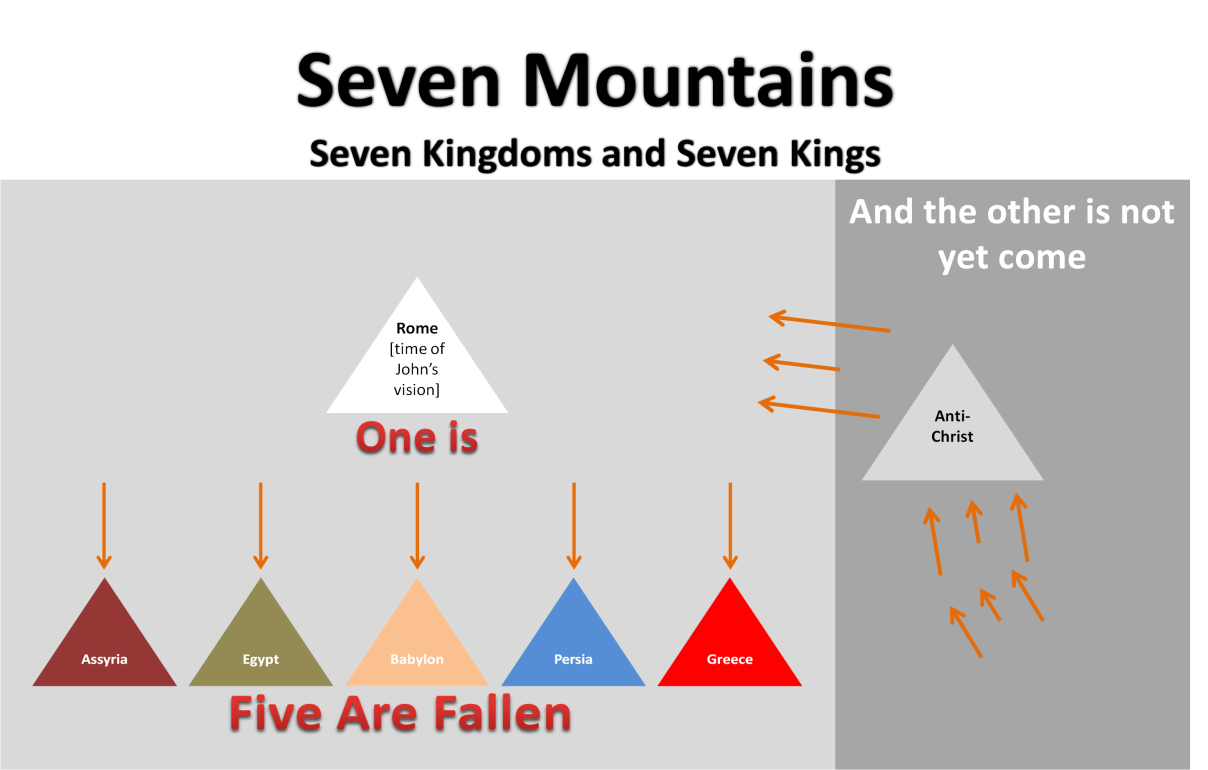 Seven Mountains
Seven Kingdoms and Seven Kings
And the other is not
yet come
Rome
[time of
John’s
vision]
One is
Anti-
Christ
Assyria
Egypt
Babylon
Persia
Greece
Five Are Fallen